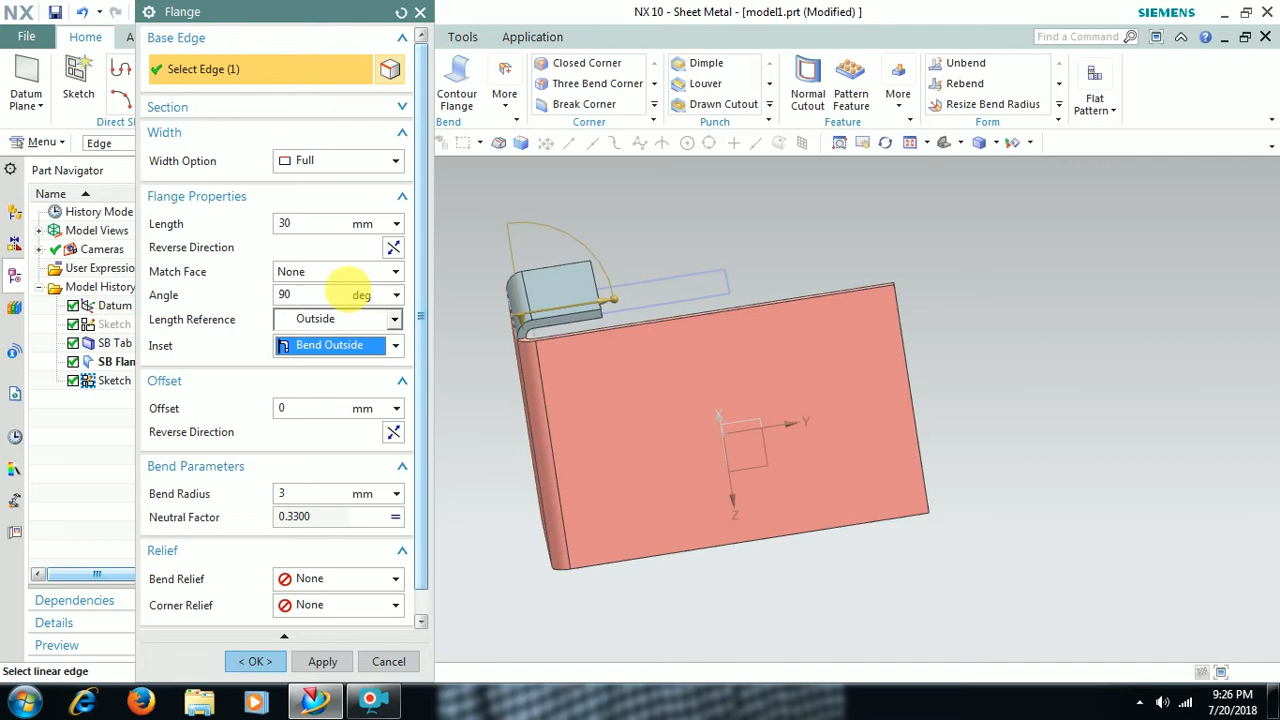 NX
Flange
NX 10 - Sheet Metal - [model1.prt (Modified) ]
SIEMENS
File
Home
A
Tools
Application
Find a Command
Datum
Plane
Sketch
Direct S
Contour
Flange
More
Bend
Closed Corner
Three Bend Corner
Break Corner
Corner
Dimple
Louver
Drawn Cutout
Punch
Normal
Cutout
Pattern
Feature
More
Feature
Unbend
Rebend
Resize Bend Radius
Form
Flat
Pattern
Menu
Edge
Part Navigator
Name
History Mode
Model Views
Cameras
User Expressio
Model History
Datum
Sketch
SB Tab
SB Flan
Sketch
Dependencies
Details
Preview
Base Edge
Select Edge (1)
Section
Width
Width Option
Full
Flange Properties
Length
30 mm
Reverse Direction
Match Face
None
Angle
90 deg
Length Reference
Outside
Inset
Bend Outside
Offset
Offset
0 mm
Reverse Direction
Bend Parameters
Bend Radius
3 mm
Neutral Factor
0.3300
Relief
Bend Relief
None
Corner Relief
None
< OK >
Apply
Cancel
X
Y
Z
Select linear edge
9:26 PM
7/20/2018